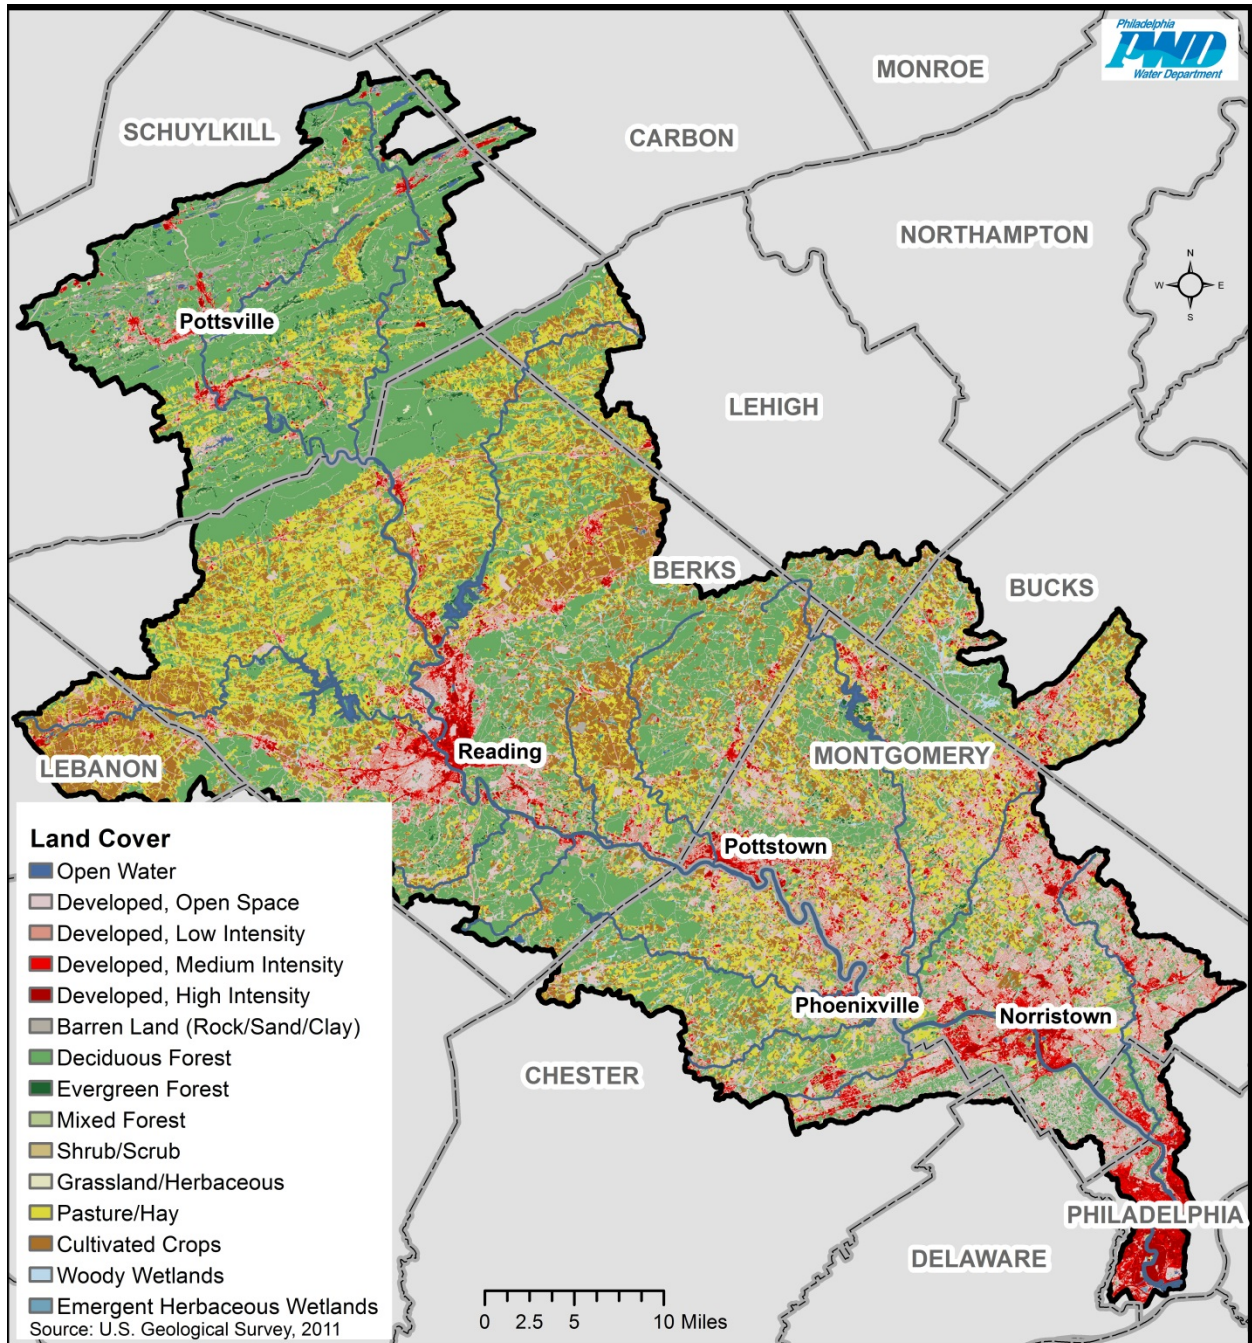 Philadelphia
PWD
Water Department
MONROE
SCHUYLKILL
CARBON
NORTHAMPTON
N
W E
S
Pottsville
LEHIGH
BERKS
BUCKS
Reading
MONTGOMERY
LEBANON
Pottstown
Phoenixville
Norristown
CHESTER
PHILADELPHIA
DELAWARE
Land Cover
Open Water
Developed, Open Space
Developed, Low Intensity
Developed, Medium Intensity
Developed, High Intensity
Barren Land (Rock/Sand/Clay)
Deciduous Forest
Evergreen Forest
Mixed Forest
Shrub/Scrub
Grassland/Herbaceous
Pasture/Hay
Cultivated Crops
Woody Wetlands
Emergent Herbaceous Wetlands
Source: U.S. Geological Survey, 2011
0 2.5 5 10 Miles